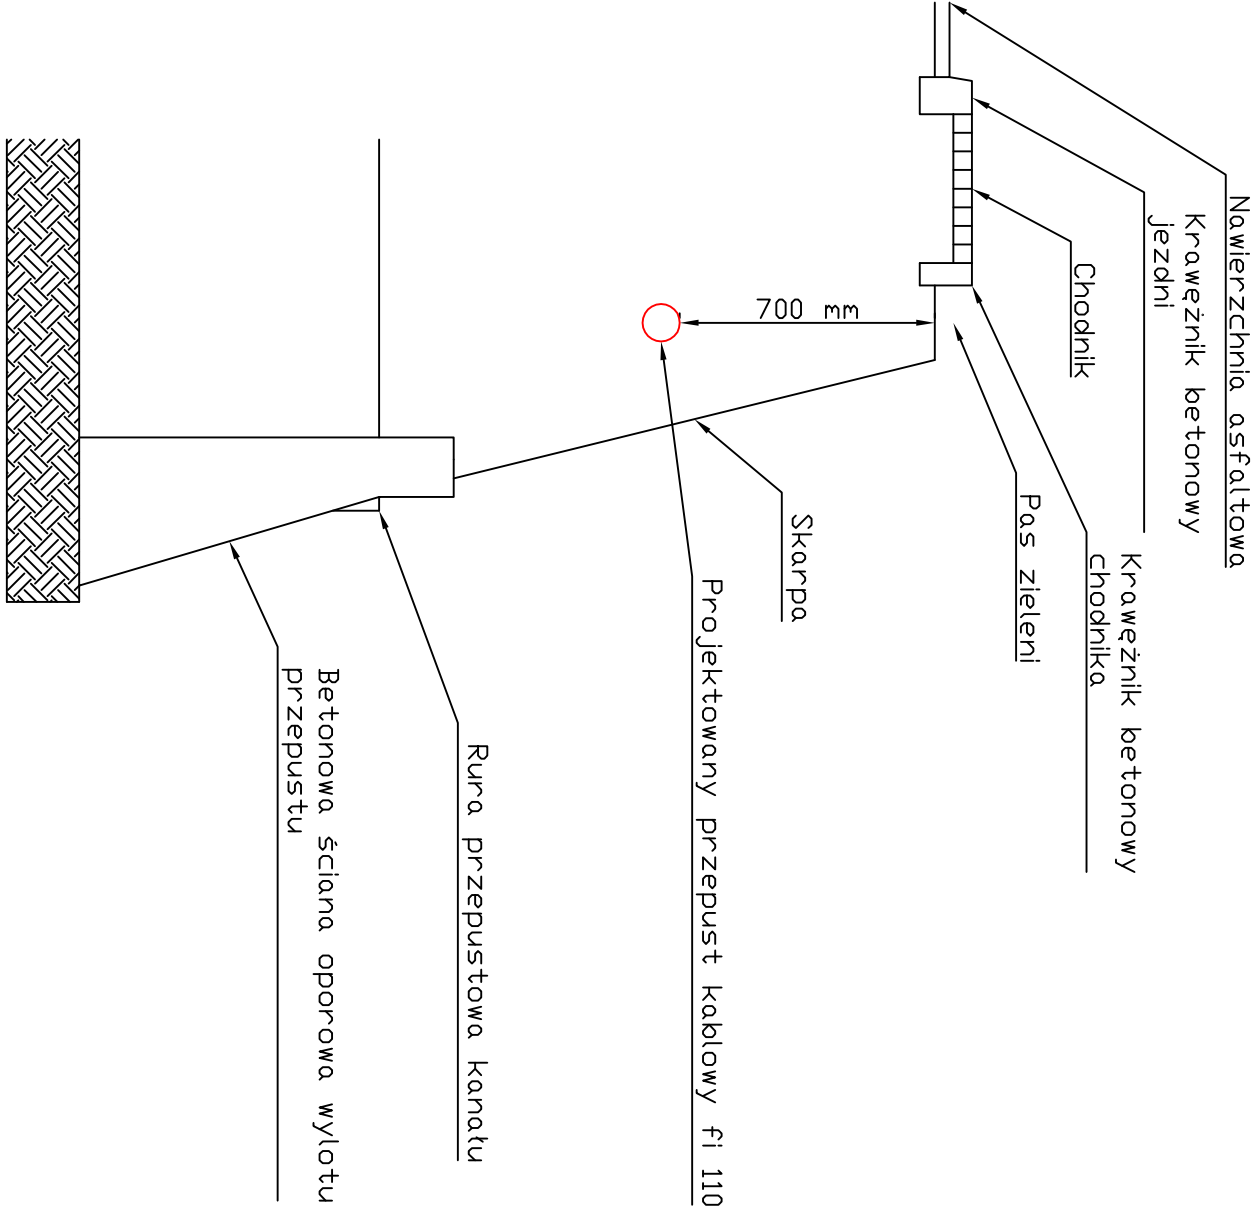 Nawierzchnia asfaltowa
Krawężnik betonowy
jezdni
Chodnik
Krawężnik betonowy
chodnika
Pas zieleni
700 mm
Skarpa
Projektowany przepust kablowy fi 110
Rura przepustowa kanału
Betonowa ściana oporowa wylotu
przepustu